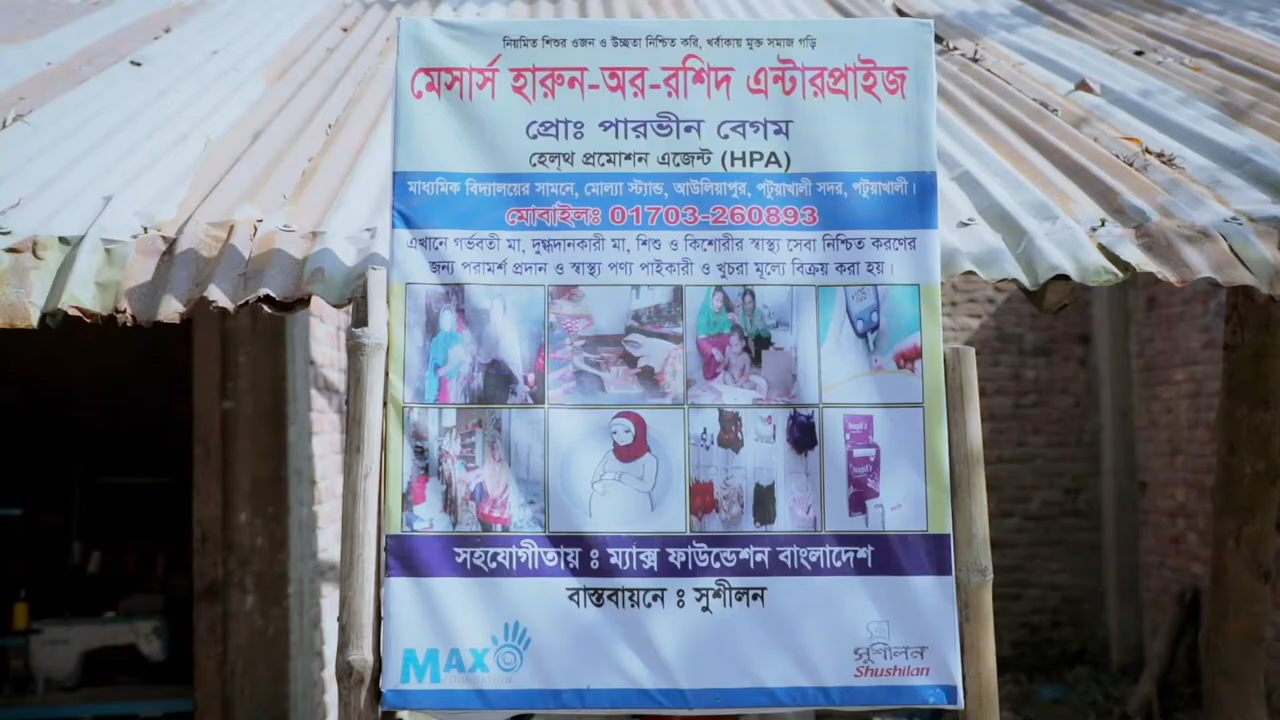 নিয়মিত শিশুর ওজন ও উচ্চতা নিশ্চিত করি, খর্বাকায় মুক্ত সমাজ গড়ি
মেসার্স হারুন-অর-রশিদ এন্টারপ্রাইজ
প্রোঃ পারভীন বেগম
হেল্থ প্রমোশন এজেন্ট (HPA)
মাধ্যমিক বিদ্যালয়ের সামনে, মোল্যা স্ট্যান্ড, আউলিয়াপুর, পটুয়াখালী সদর, পটুয়াখালী।
মোবাইলঃ 01703-260893
এখানে গর্ভবতী মা, দুগ্ধদানকারী মা, শিশু ও কিশোরীর স্বাস্থ্য সেবা নিশ্চিত করণের
জন্য পরামর্শ প্রদান ও স্বাস্থ্য পণ্য পাইকারী ও খুচরা মূল্যে বিক্রয় করা হয়।
সহযোগীতায় ঃ ম্যাক্স ফাউন্ডেশন বাংলাদেশ
বাস্তবায়নে ঃ সুশীলন
MAX
FOUNDATION
সুশীলন
Shushilan